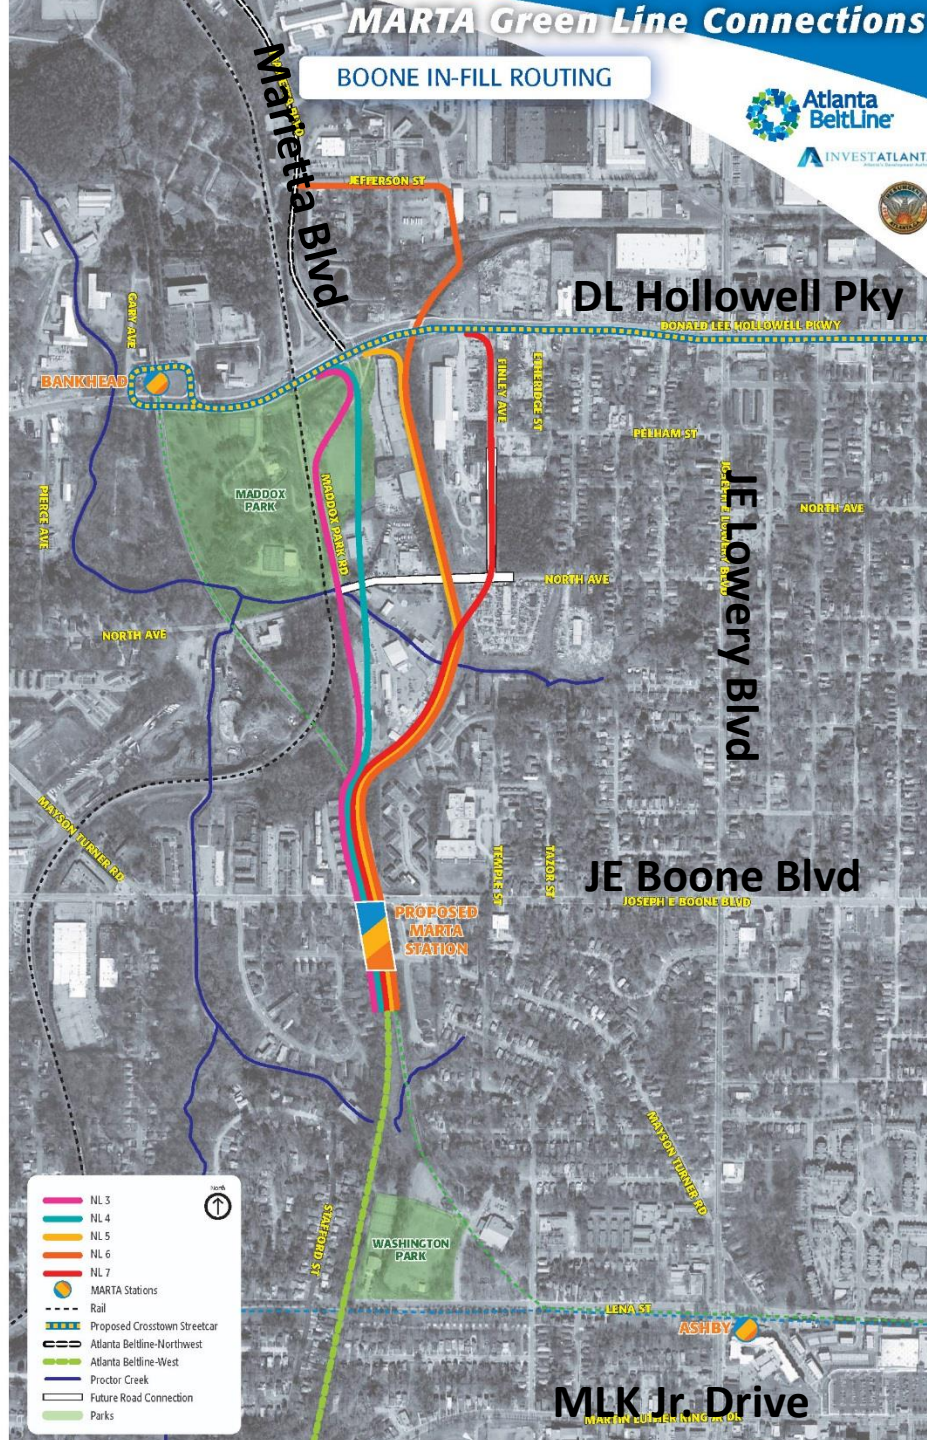 MARTA Green Line Connections
BOONE IN-FILL ROUTING
Atlanta
BeltLine
INVEST ATLANTA
Marietta Blvd
JEFFERSON ST
DL Hollowell Pky
DONALD LEE HOLLOWELL PKWY
GARY AVE
BANKHEAD
FINLEY AVE
ETHERIDGE ST
PELHAM ST
MADDOX
PARK
MADDOX PARK RD
PIERCE AVE
JE Lowery Blvd
JOSEPH E LOWERY BLVD
NORTH AVE
NORTH AVE
NORTH AVE
MAYSON TURNER RD
TEMPLE ST
TAZOR ST
JE Boone Blvd
JOSEPH E BOONE BLVD
PROPOSED
MARTA
STATION
MAYSON TURNER RD
STAFFORD ST
WASHINGTON
PARK
LENA ST
ASHBY
MLK Jr. Drive
MARTIN LUTHER KING JR DR
North
NL 3
NL 4
NL 5
NL 6
NL 7
MARTA Stations
Rail
Proposed Crosstown Streetcar
Atlanta Beltline-Northwest
Atlanta Beltline-West
Proctor Creek
Future Road Connection
Parks